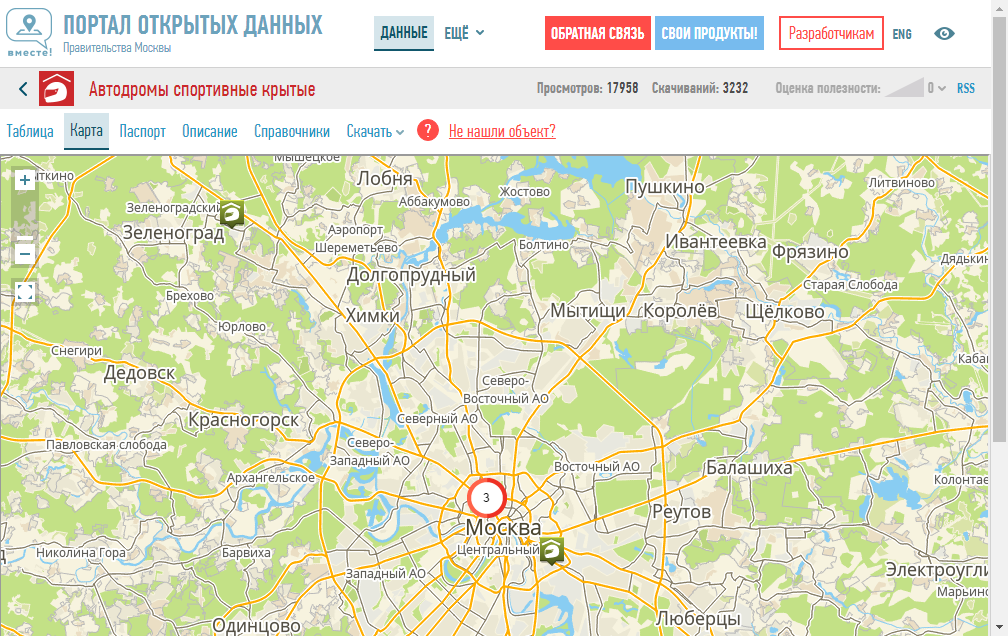 вместе!
ПОРТАЛ ОТКРЫТЫХ ДАННЫХ
Правительства Москвы
ДАННЫЕ
ЕЩЁ
ОБРАТНАЯ СВЯЗЬ
СВОИ ПРОДУКТЫ!
Разработчикам
ENG
Автодромы спортивные крытые
Просмотров: 17958
Скачиваний: 3232
Оценка полезности:
0
RSS
Таблица
Карта
Паспорт
Описание
Справочники
Скачать
?
Не нашли объект?
Мышецкое
ыткино
Лобня
Аббакумово
Жостово
Пушкино
Литвиново
Зеленоградский
Зеленоград
Аэропорт
Шереметьево
Болтино
Ивантеевка
Фрязино
Дядькин
Долгопрудный
Старая Слобода
Брехово
Химки
Мытищи
Королёв
Щёлково
Юрлово
Снегири
Кабан
Дедовск
Северо-
Восточный АО
Красногорск
Северный АО
Павловская слобода
Северо-
Западный АО
Восточный АО
Балашиха
Архангельское
Колонтае
3
Реутов
Москва
Центральный
Николина Гора
Барвиха
Западный АО
Электроугли
Марьинс
Одинцово
Люберцы
+
−